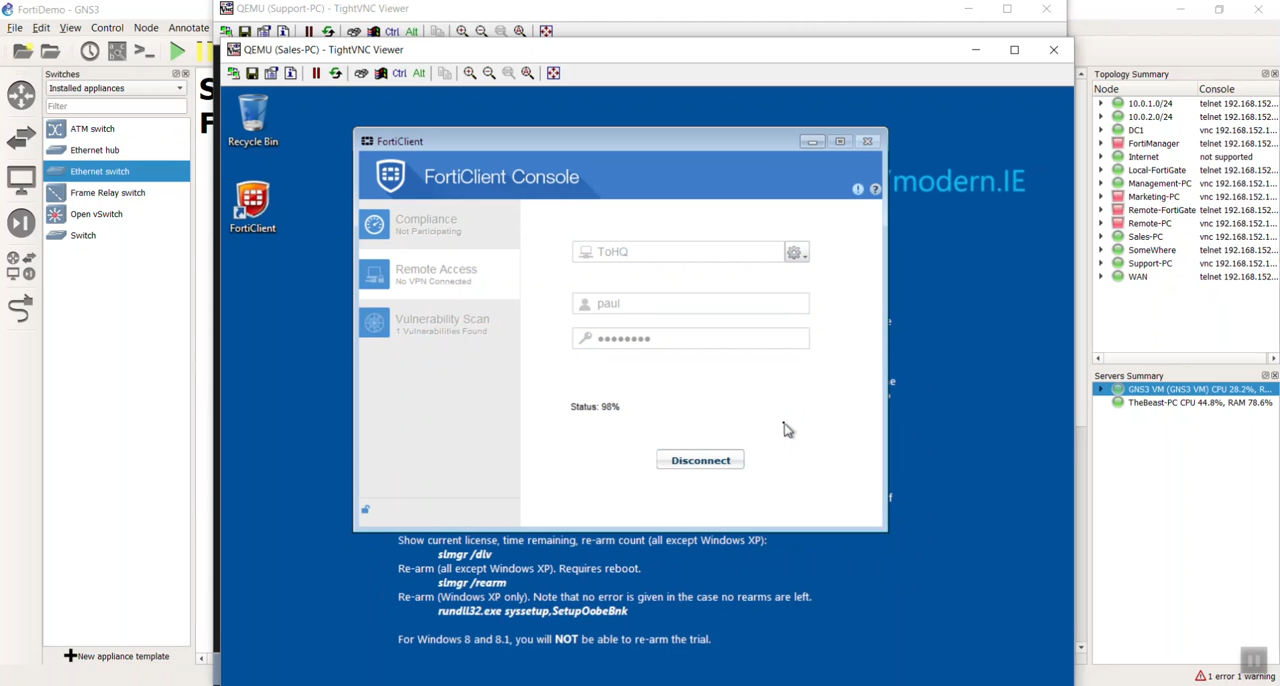 FortiDemo - GNS3
File Edit View Control Node Annotate
QEMU (Support-PC) - TightVNC Viewer
Ctrl Alt
QEMU (Sales-PC) - TightVNC Viewer
Ctrl Alt
Switches
Installed appliances
Filter
ATM switch
Ethernet hub
Ethernet switch
Frame Relay switch
Open vSwitch
Switch
New appliance template
S
F
Recycle Bin
FortiClient
/modern.IE
FortiClient
FortiClient Console
Compliance
Not Participating
Remote Access
No VPN Connected
Vulnerability Scan
1 Vulnerabilities Found
ToHQ
paul
Status: 98%
Disconnect
Show current license, time remaining, re-arm count (all except Windows XP):
slmgr /dlv
Re-arm (all except Windows XP). Requires reboot.
slmgr /rearm
Re-arm (Windows XP only). Note that no error is given in the case no rearms are left.
rundll32.exe syssetup,SetupOobeBnk
For Windows 8 and 8.1, you will NOT be able to re-arm the trial.
Topology Summary
Node Console
10.0.1.0/24 telnet 192.168.152...
10.0.2.0/24 telnet 192.168.152...
DC1 vnc 192.168.152.1...
FortiManager telnet 192.168.152...
Internet not supported
Local-FortiGate telnet 192.168.152...
Management-PC vnc 192.168.152.1...
Marketing-PC vnc 192.168.152.1...
Remote-FortiGate telnet 192.168.152...
Remote-PC vnc 192.168.152.1...
Sales-PC vnc 192.168.152.1...
SomeWhere telnet 192.168.152...
Support-PC vnc 192.168.152.1...
WAN telnet 192.168.152...
Servers Summary
GNS3 VM (GNS3 VM) CPU 28.2%, R...
TheBeast-PC CPU 44.8%, RAM 78.6%
1 error 1 warning